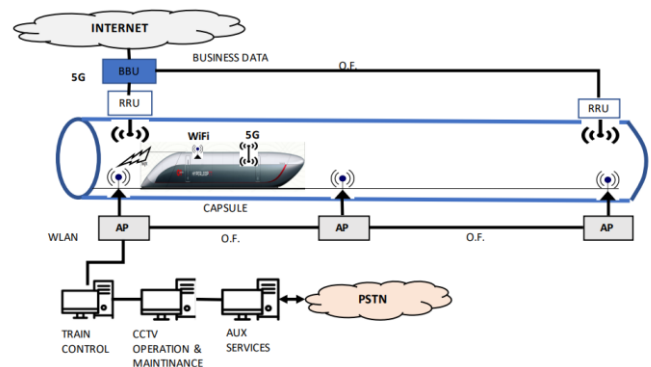 INTERNET
BUSINESS DATA
O.F.
5G
BBU
RRU
RRU
WiFi
5G
CAPSULE
WLAN
AP
O.F.
AP
O.F.
AP
PSTN
TRAIN
CONTROL
CCTV
OPERATION &
MAINTINANCE
AUX
SERVICES